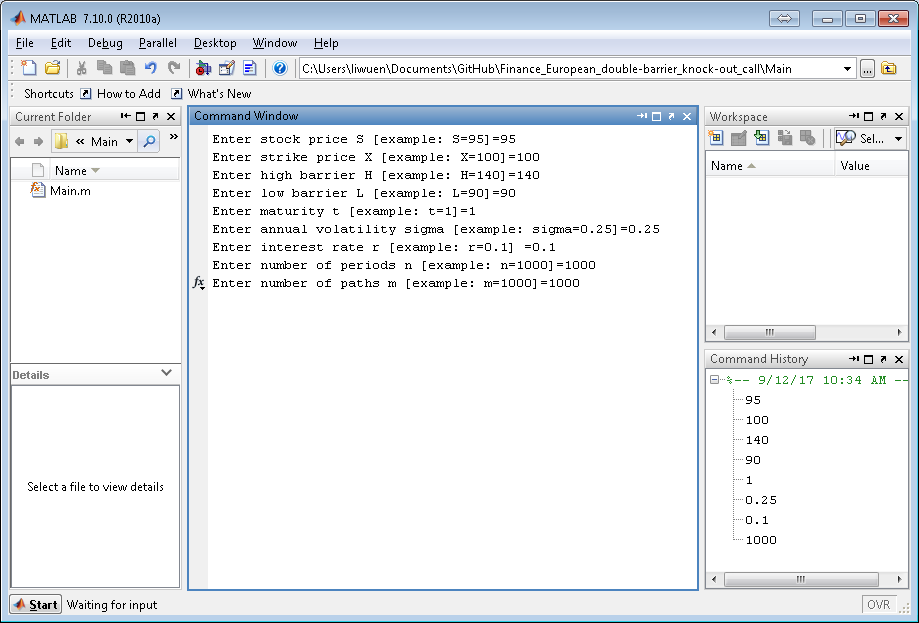 MATLAB 7.10.0 (R2010a)
File Edit Debug Parallel Desktop Window Help
C:\Users\liwuen\Documents\GitHub\Finance_European_double-barrier_knock-out_call\Main ...
Shortcuts How to Add What's New
Current Folder
« Main »
Name
Main.m
Details
Select a file to view details
Command Window
Enter stock price S [example: S=95]=95
Enter strike price X [example: X=100]=100
Enter high barrier H [example: H=140]=140
Enter low barrier L [example: L=90]=90
Enter maturity t [example: t=1]=1
Enter annual volatility sigma [example: sigma=0.25]=0.25
Enter interest rate r [example: r=0.1] =0.1
Enter number of periods n [example: n=1000]=1000
fx Enter number of paths m [example: m=1000]=1000
Workspace
Sel...
Name Value
Command History
%-- 9/12/17 10:34 AM --
95
100
140
90
1
0.25
0.1
1000
Start Waiting for input
OVR